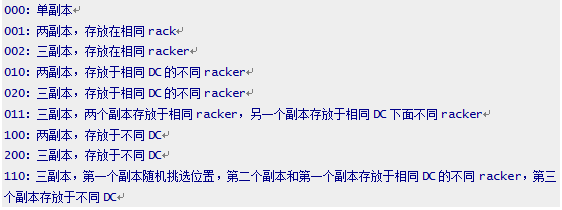 000: 单副本↵
001: 两副本，存放在相同 rack↵
002: 三副本，存放在相同 racker↵
010: 两副本，存放于相同 DC 的不同 racker↵
020: 三副本，存放于相同 DC 的不同 racker↵
011: 三副本，两个副本存放于相同 racker，另一个副本存放于相同 DC 下面不同 racker↵
100: 两副本，存放于不同 DC↵
200: 三副本，存放于不同 DC↵
110: 三副本，第一个副本随机挑选位置，第二个副本和第一个副本存放于相同 DC 的不同 racker，第三
个副本存放于不同 DC↵